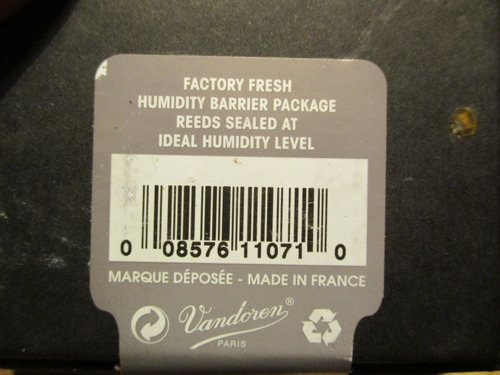 FACTORY FRESH
HUMIDITY BARRIER PACKAGE
REEDS SEALED AT
IDEAL HUMIDITY LEVEL
0 08576 11071 0
MARQUE DÉPOSÉE - MADE IN FRANCE
Vandoren®
PARIS